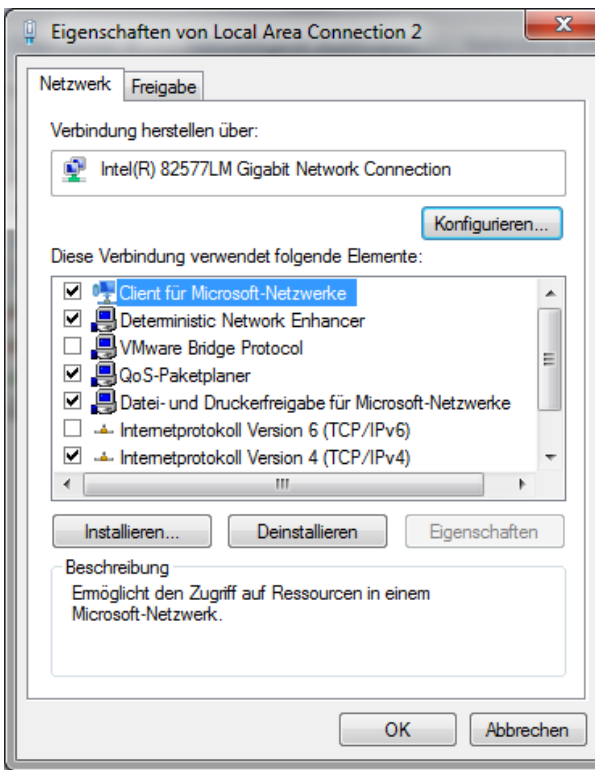 Eigenschaften von Local Area Connection 2
Netzwerk
Freigabe
Verbindung herstellen über:
Intel(R) 82577LM Gigabit Network Connection
Konfigurieren...
Diese Verbindung verwendet folgende Elemente:
Client für Microsoft-Netzwerke
Deterministic Network Enhancer
VMware Bridge Protocol
QoS-Paketplaner
Datei- und Druckerfreigabe für Microsoft-Netzwerke
Internetprotokoll Version 6 (TCP/IPv6)
Internetprotokoll Version 4 (TCP/IPv4)
Installieren...
Deinstallieren
Eigenschaften
Beschreibung
Ermöglicht den Zugriff auf Ressourcen in einem
Microsoft-Netzwerk.
OK
Abbrechen